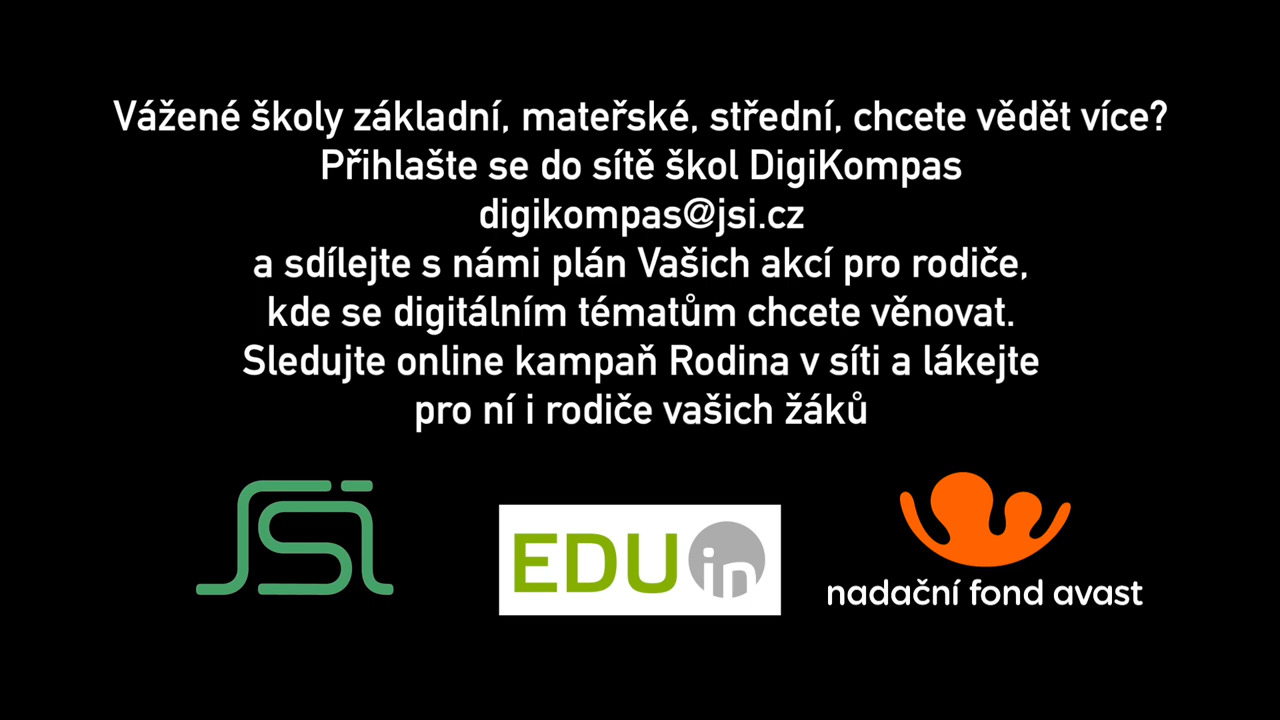 Vážené školy základní, mateřské, střední, chcete vědět více?
Přihlašte se do sítě škol DigiKompas
digikompas@jsi.cz
a sdílejte s námi plán Vašich akcí pro rodiče,
kde se digitálním tématům chcete věnovat.
Sledujte online kampaň Rodina v síti a lákejte
pro ní i rodiče vašich žáků
JSI
EDUin
nadační fond avast